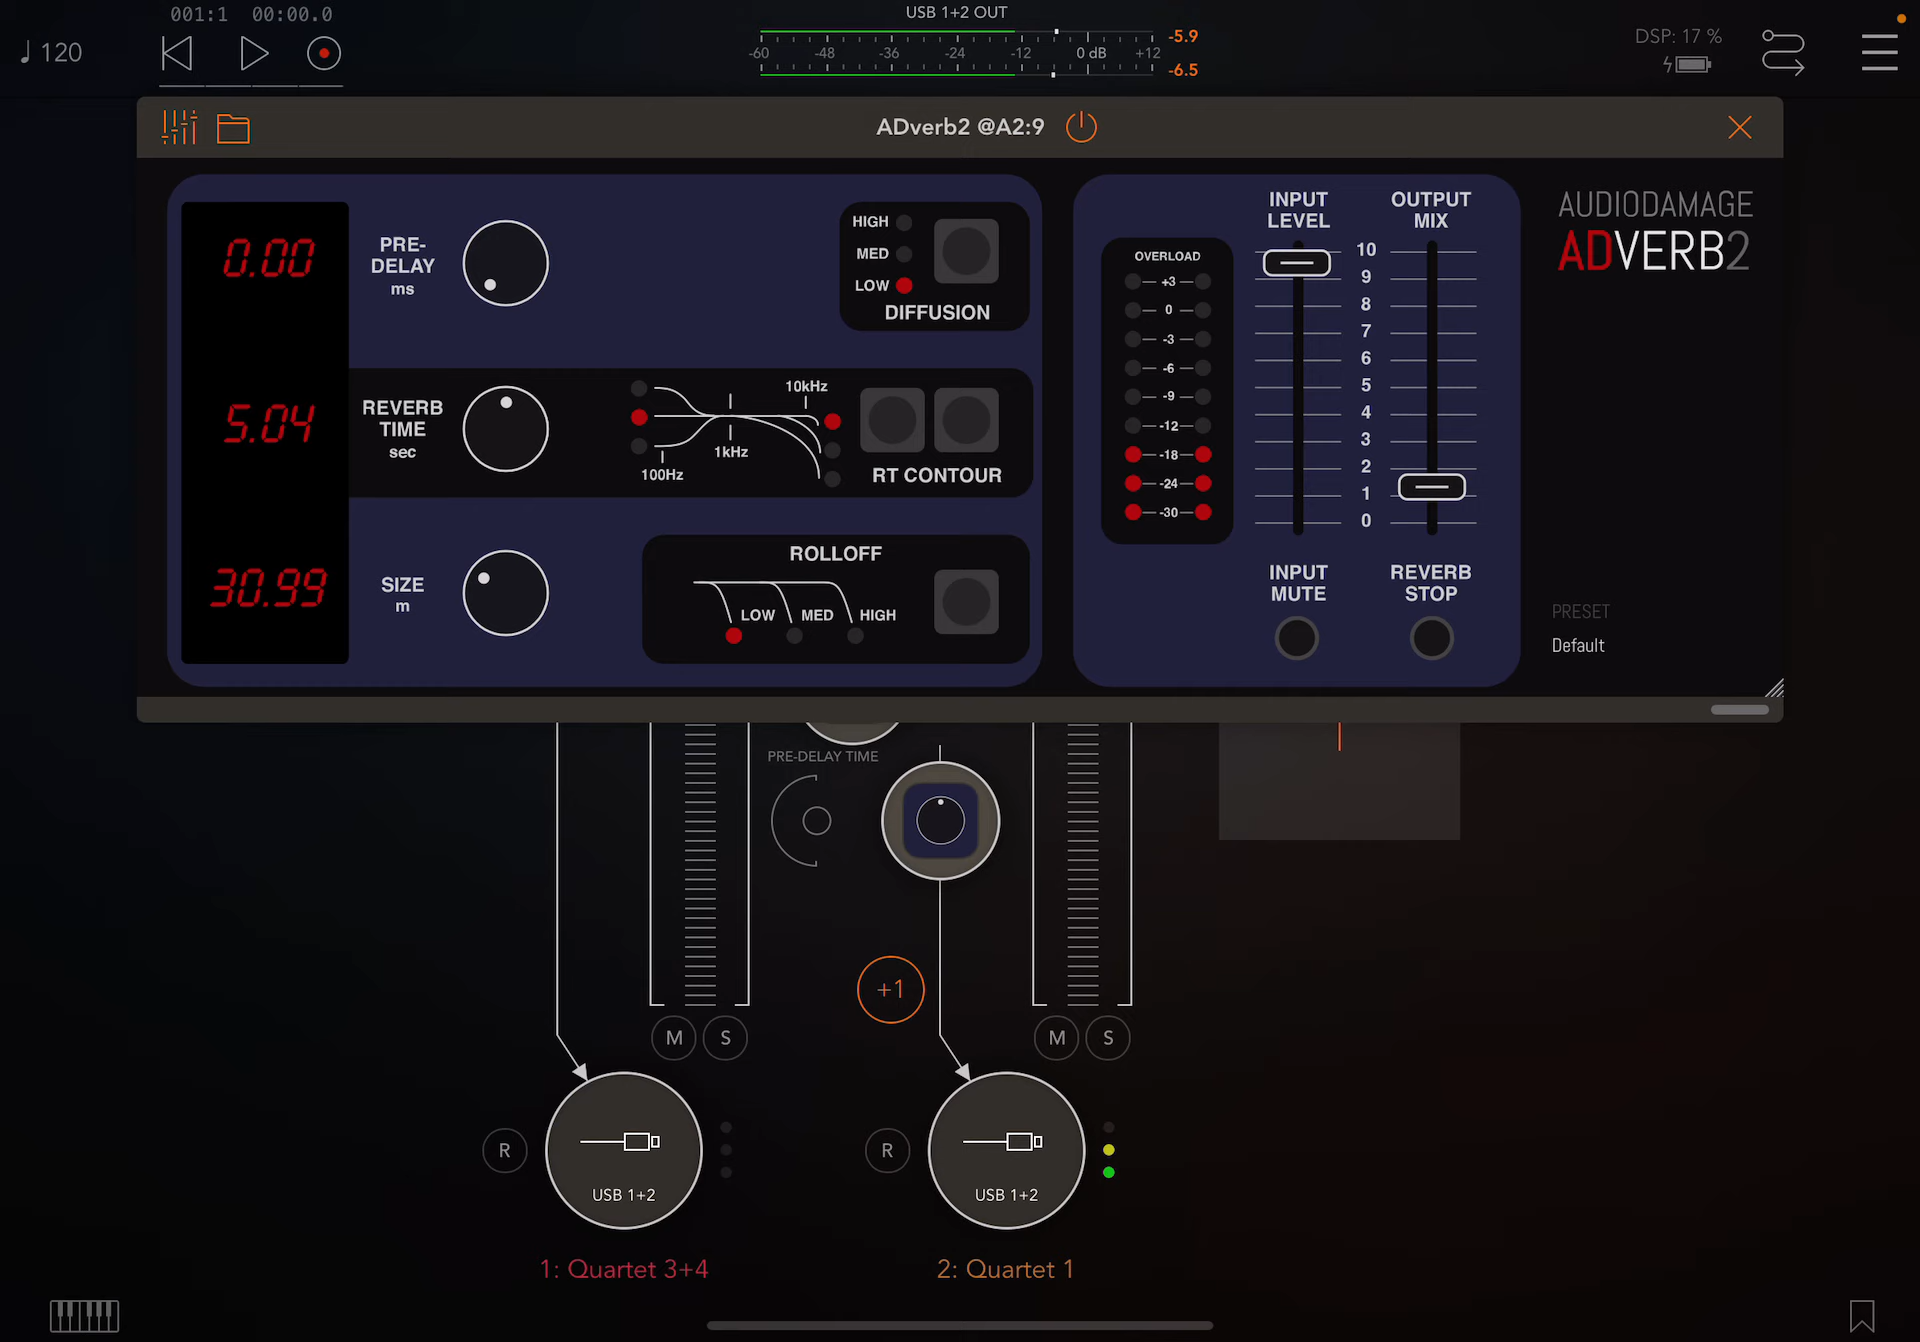 001:1 00:00.0
USB 1+2 OUT
♩ 120
-60 -48 -36 -24 -12 0 dB +12
-5.9
-6.5
DSP: 17 %
ADverb2 @A2:9
0.00
PRE-
DELAY
ms
HIGH
MED
LOW
DIFFUSION
5.04
REVERB
TIME
sec
100Hz
1kHz
10kHz
RT CONTOUR
30.99
SIZE
m
ROLLOFF
LOW MED HIGH
OVERLOAD
+3
0
-3
-6
-9
-12
-18
-24
-30
INPUT
LEVEL
OUTPUT
MIX
10
9
8
7
6
5
4
3
2
1
0
INPUT
MUTE
REVERB
STOP
AUDIODAMAGE
ADVERB2
PRESET
Default
PRE-DELAY TIME
+1
M S
M S
R
USB 1+2
R
USB 1+2
1: Quartet 3+4
2: Quartet 1